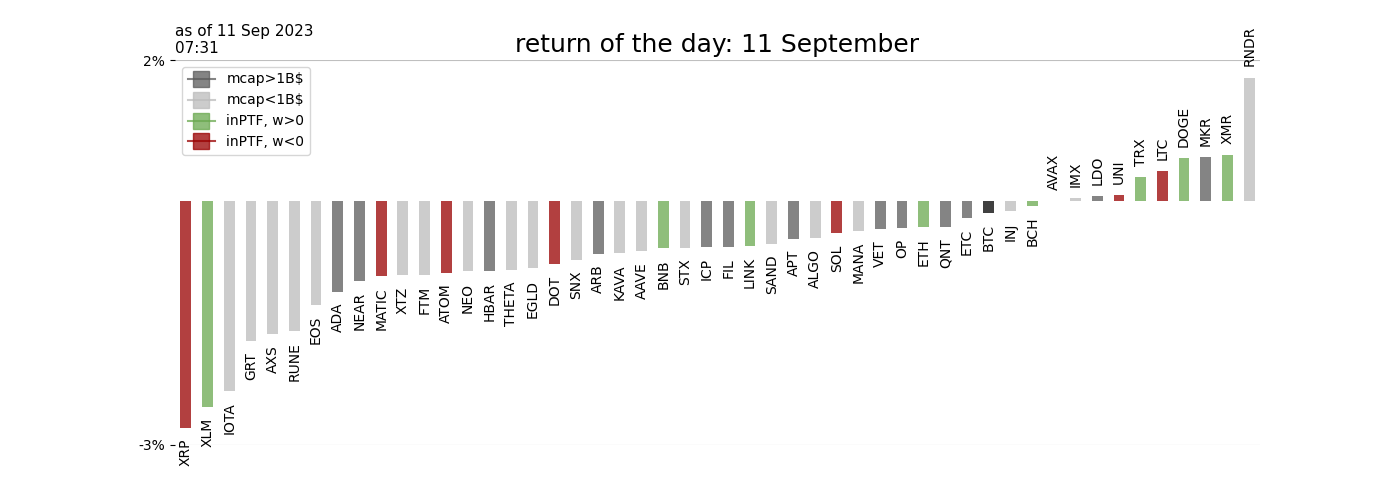 as of 11 Sep 2023
07:31
return of the day: 11 September
2%
mcap>1B$
mcap<1B$
inPTF, w>0
inPTF, w<0
-3%
XRP
XLM
IOTA
GRT
AXS
RUNE
EOS
ADA
NEAR
MATIC
XTZ
FTM
ATOM
NEO
HBAR
THETA
EGLD
DOT
SNX
ARB
KAVA
AAVE
BNB
STX
ICP
FIL
LINK
SAND
APT
ALGO
SOL
MANA
VET
OP
ETH
QNT
ETC
BTC
INJ
BCH
AVAX
IMX
LDO
UNI
TRX
LTC
DOGE
MKR
XMR
RNDR